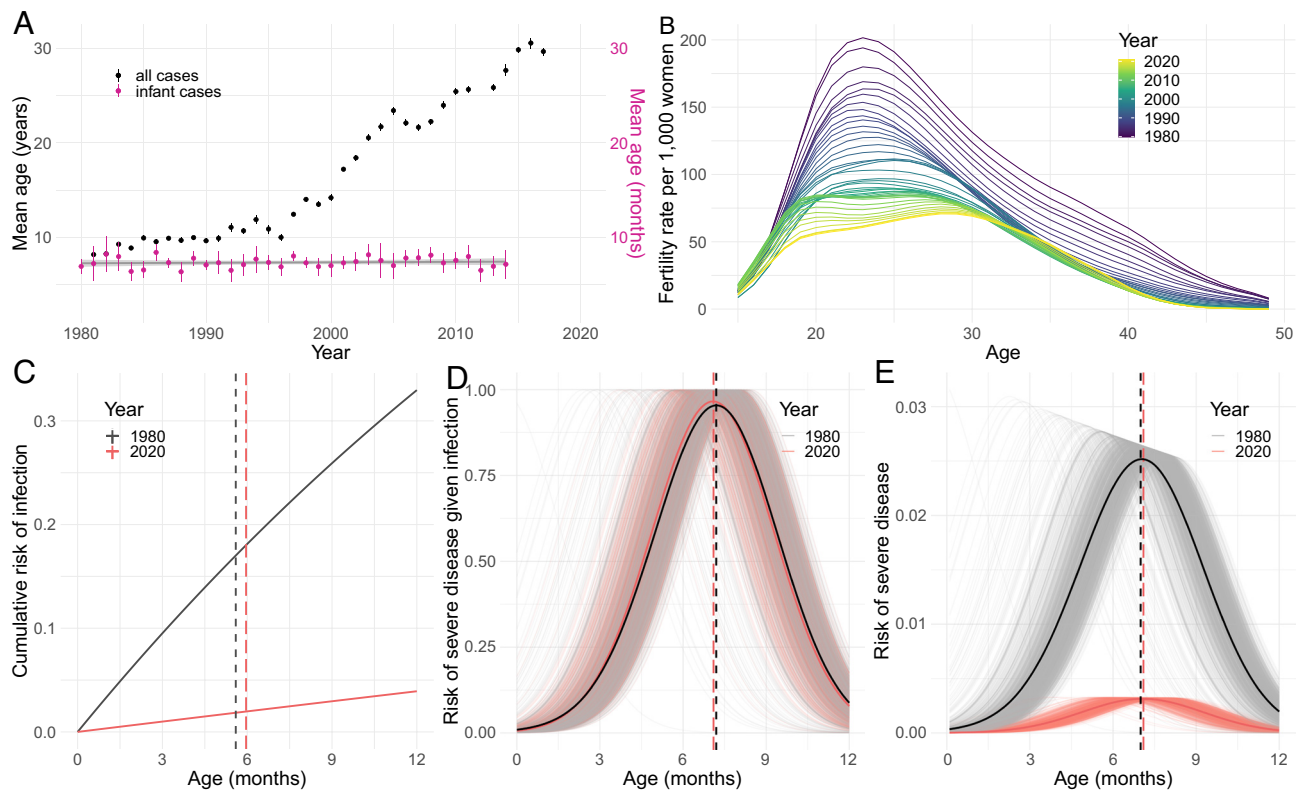 A
30
20
10
Mean age (years)
all cases
infant cases
30
20
10
Mean age (months)
1980
1990
2000
2010
2020
Year
B
200
150
100
50
0
Fertility rate per 1,000 women
Year
2020
2010
2000
1990
1980
20
30
40
50
Age
C
0.3
0.2
0.1
0.0
Cumulative risk of infection
Year
1980
2020
0
3
6
9
12
Age (months)
D
1.00
0.75
0.50
0.25
0.00
Risk of severe disease given infection
Year
1980
2020
0
3
6
9
12
Age (months)
E
0.03
0.02
0.01
0.00
Risk of severe disease
Year
1980
2020
0
3
6
9
12
Age (months)